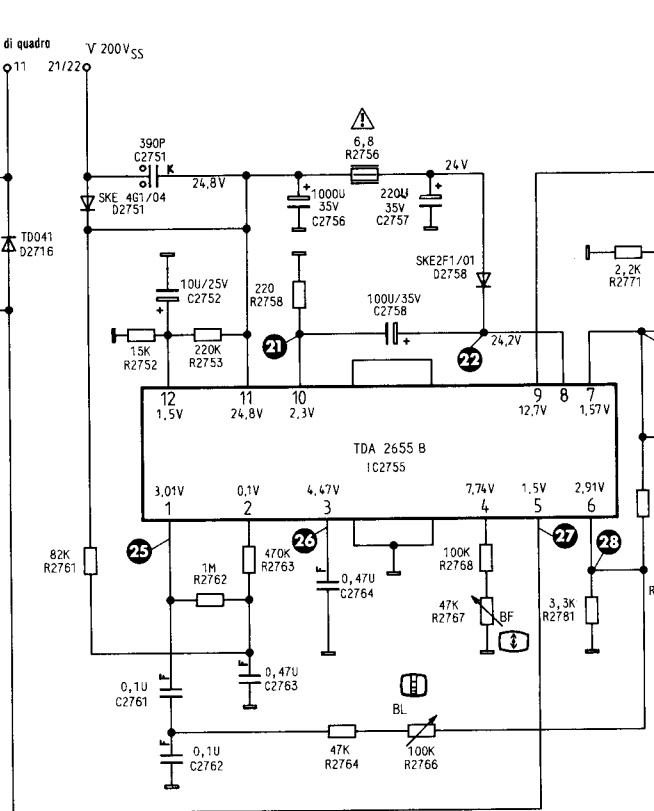 di quadro
"V" 200VSS
11
21/22
390P
C2751
K
24,8V
SKE 4G1/04
D2751
6,8
R2756
24V
1000U
35V
C2756
220U
35V
C2757
TD041
D2716
10U/25V
C2752
220
R2758
100U/35V
C2758
SKE2F1/01
D2758
2,2K
R2771
15K
R2752
220K
R2753
21
22
24,2V
12
11
10
9
8
7
1,5V
24,8V
2,3V
12,7V
1,57V
TDA 2655 B
IC2755
3,01V
0,1V
4,47V
7,74V
1,5V
2,91V
1
2
3
4
5
6
25
26
27
28
82K
R2761
1M
R2762
470K
R2763
0,47U
C2764
100K
R2768
47K
R2767
BF
3,3K
R2781
R
0,1U
C2761
0,47U
C2763
BL
0,1U
C2762
47K
R2764
100K
R2766